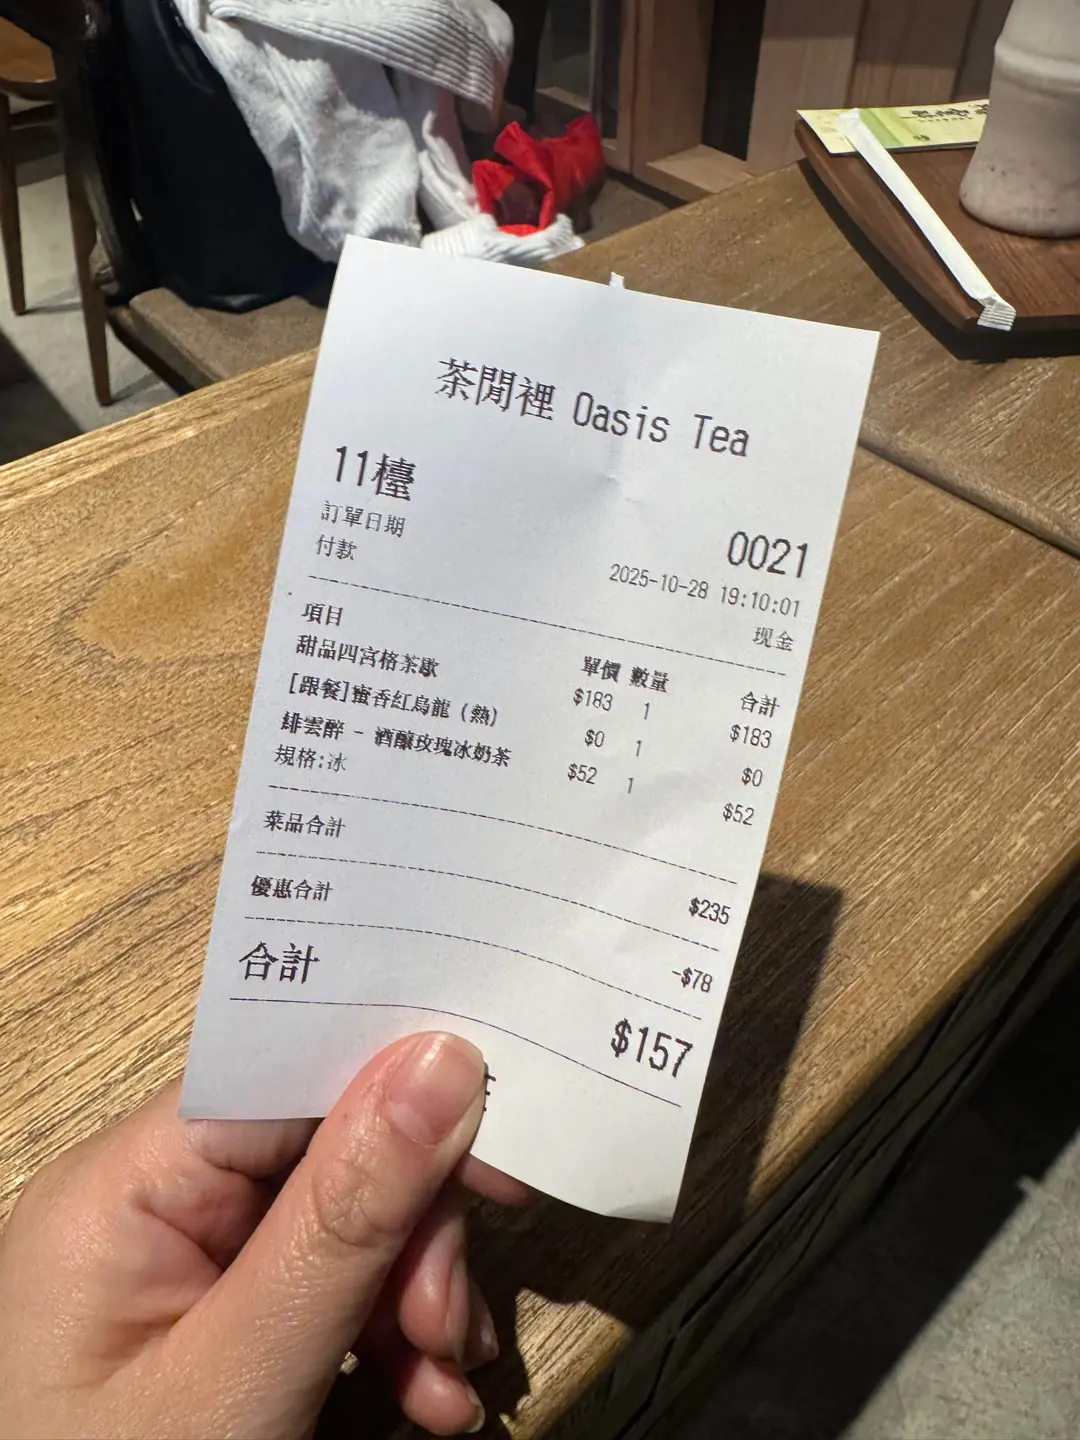 茶閒裡 Oasis Tea
11檯 0021
訂單日期 2025-10-28 19:10:01
付款 现金
項目 單價 數量 合計
甜品四宮格茶歇 $183 1 $183
[跟餐]蜜香紅烏龍（熱） $0 1 $0
緋雲醉 - 酒釀玫瑰冰奶茶 $52 1 $52
規格:冰
菜品合計 $235
優惠合計 -$78
合計 $157